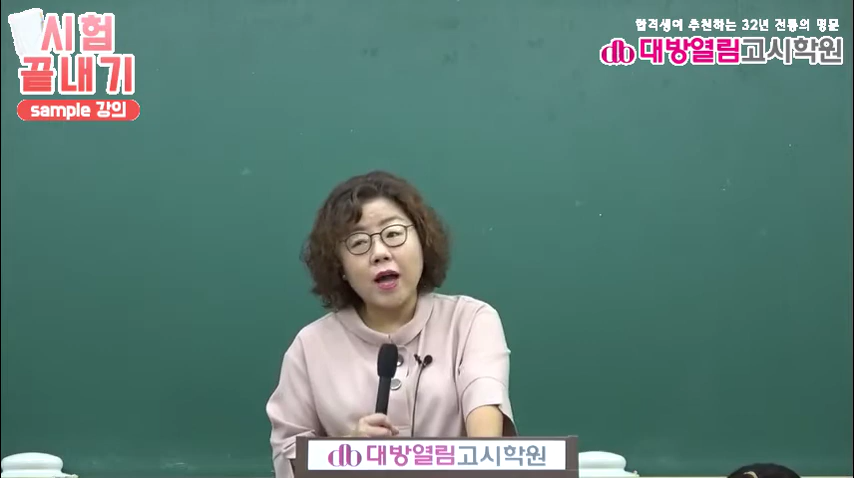 시험
끝내기
sample 강의
합격생이 추천하는 32년 전통의 명문
db 대방열림고시학원
db 대방열림고시학원